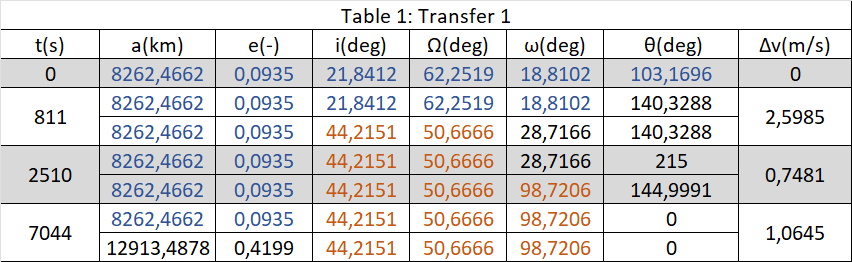 Table 1: Transfer 1
t(s) a(km) e(-) i(deg) Ω(deg) ω(deg) θ(deg) Δv(m/s)
0 8262,4662 0,0935 21,8412 62,2519 18,8102 103,1696 0
811 8262,4662 0,0935 21,8412 62,2519 18,8102 140,3288 2,5985
8262,4662 0,0935 44,2151 50,6666 28,7166 140,3288
2510 8262,4662 0,0935 44,2151 50,6666 28,7166 215 0,7481
8262,4662 0,0935 44,2151 50,6666 98,7206 144,9991
7044 8262,4662 0,0935 44,2151 50,6666 98,7206 0 1,0645
12913,4878 0,4199 44,2151 50,6666 98,7206 0